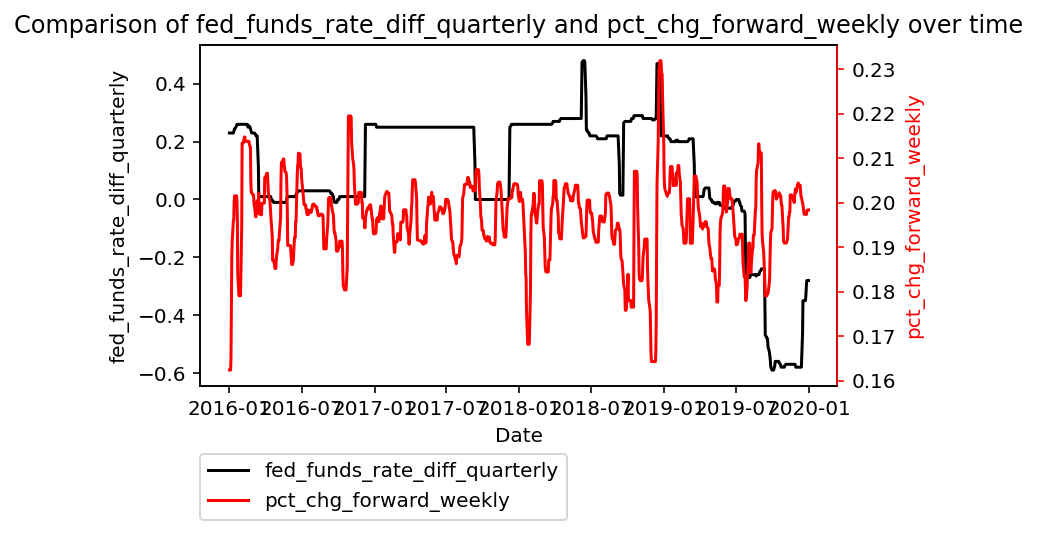 Comparison of fed_funds_rate_diff_quarterly and pct_chg_forward_weekly over time
fed_funds_rate_diff_quarterly
0.4
0.2
0.0
−0.2
−0.4
−0.6
0.23
0.22
0.21
0.20
0.19
0.18
0.17
0.16
pct_chg_forward_weekly
2016-01 2016-07 2017-01 2017-07 2018-01 2018-07 2019-01 2019-07 2020-01
Date
fed_funds_rate_diff_quarterly
pct_chg_forward_weekly